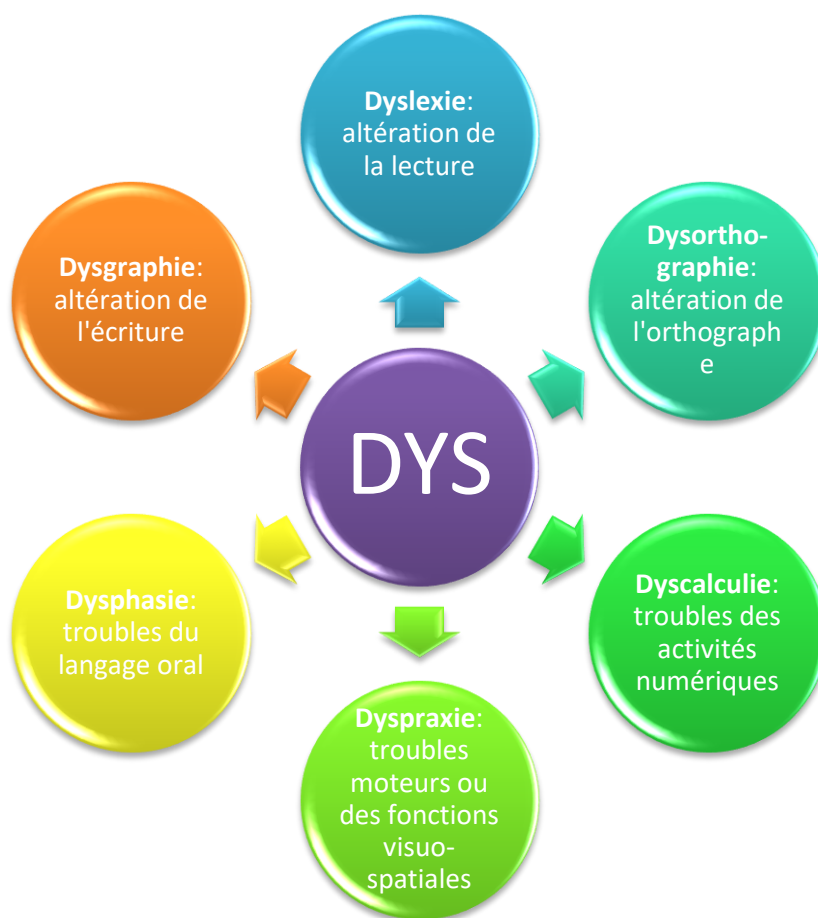 Dyslexie:
altération de
la lecture
Dysortho-
graphie:
altération de
l'orthograph
e
Dyscalculie:
troubles des
activités
numériques
Dyspraxie:
troubles
moteurs ou
des fonctions
visuo-
spatiales
Dysphasie:
troubles du
langage oral
Dysgraphie:
altération de
l'écriture
DYS